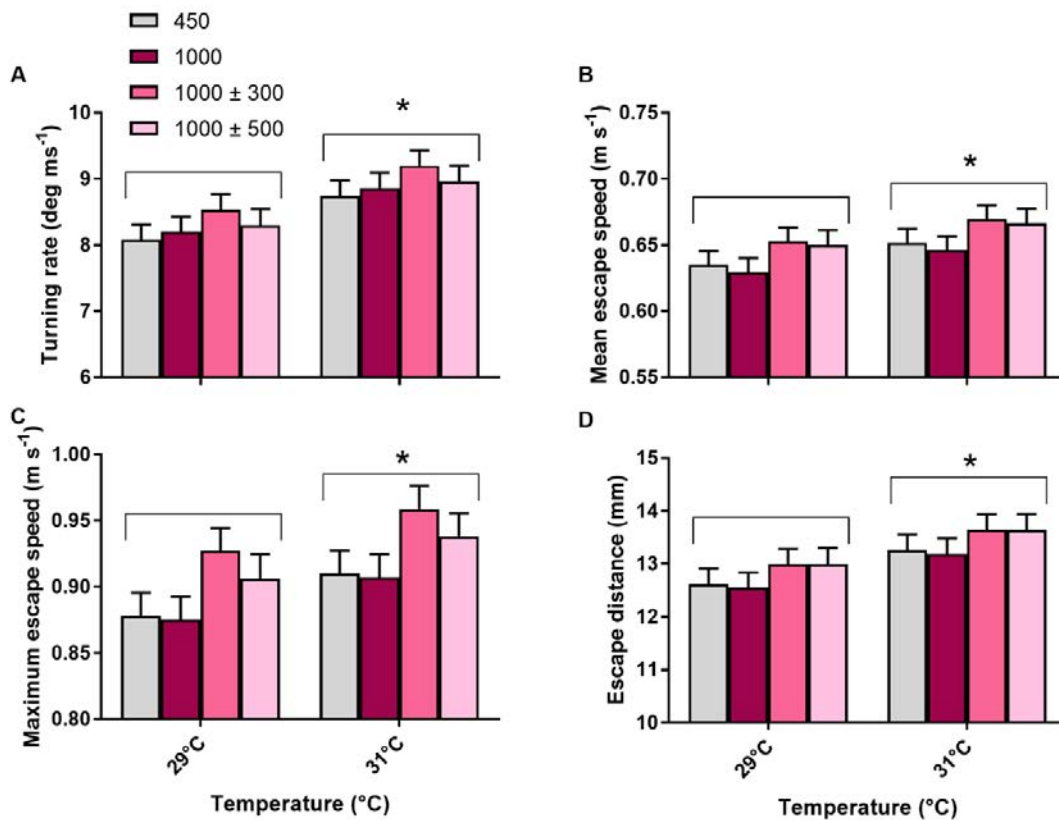 450
1000
1000 ± 300
1000 ± 500
A
Turning rate (deg ms⁻¹)
10
9
8
7
6
*
B
Mean escape speed (m s⁻¹)
0.75
0.70
0.65
0.60
0.55
*
C
Maximum escape speed (m s⁻¹)
1.00
0.95
0.90
0.85
0.80
*
29°C
31°C
Temperature (°C)
D
Escape distance (mm)
15
14
13
12
11
10
*
29°C
31°C
Temperature (°C)